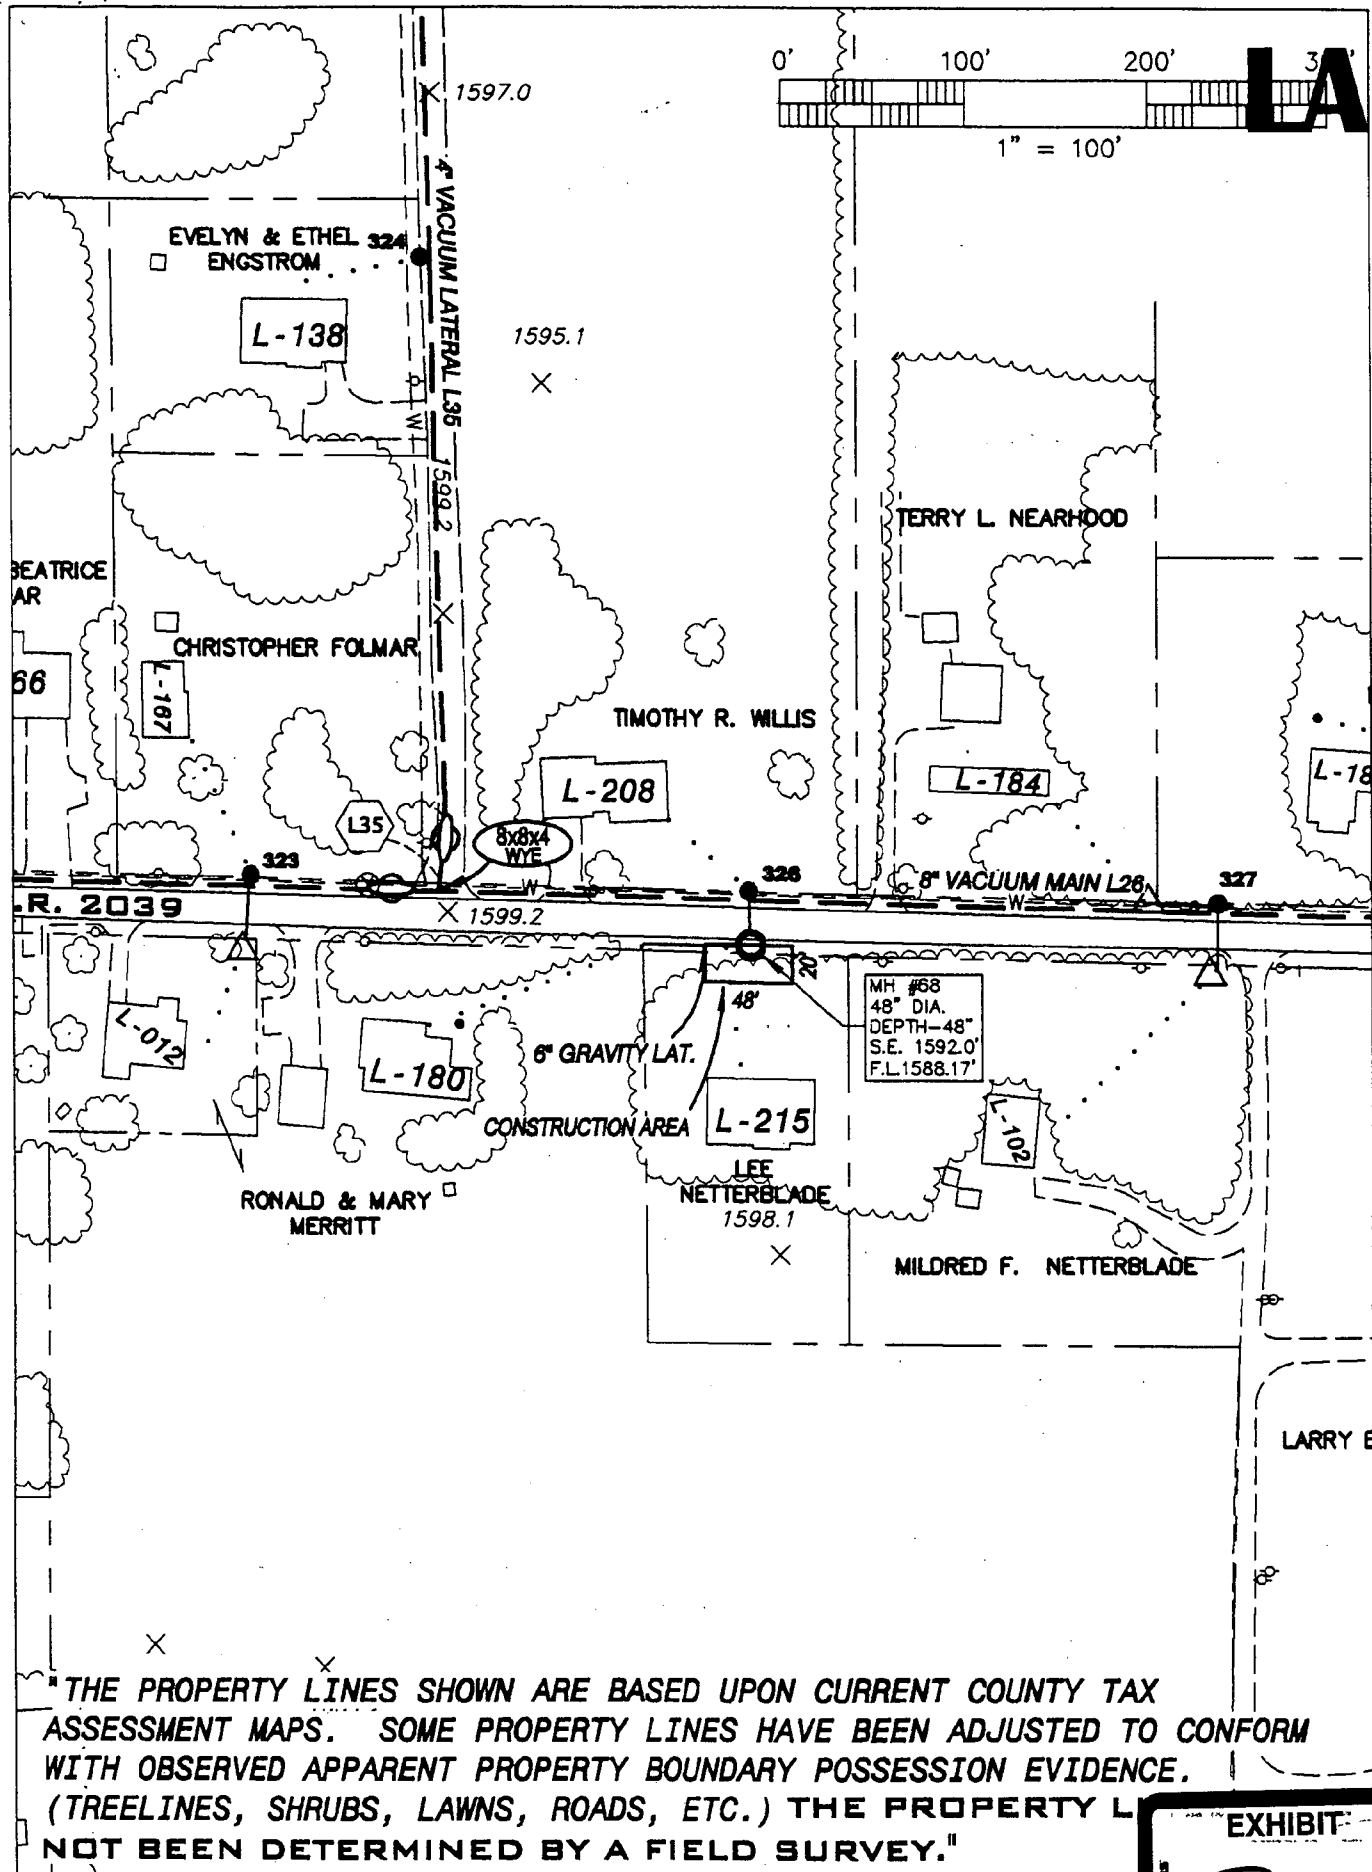 0' 100' 200'
LA
1" = 100'
1597.0
4" VACUUM LATERAL L35
EVELYN & ETHEL
ENGSTROM
324
L-138
1595.1
W
1599.2
TERRY L. NEARHOOD
BEATRICE
AR
CHRISTOPHER FOLMAR
66
L-167
TIMOTHY R. WILLIS
L-208
L-184
L-18
L35
8x8x4
WYE
323
W
326
8" VACUUM MAIN L26
W
327
.R. 2039
1599.2
20'
48'
MH #68
48" DIA.
DEPTH-48"
S.E. 1592.0'
F.L.1588.17'
L-012
L-180
6" GRAVITY LAT.
CONSTRUCTION AREA
L-215
L-102
LEE
NETTERBLADE
1598.1
RONALD & MARY
MERRITT
MILDRED F. NETTERBLADE
LARRY
"THE PROPERTY LINES SHOWN ARE BASED UPON CURRENT COUNTY TAX
ASSESSMENT MAPS. SOME PROPERTY LINES HAVE BEEN ADJUSTED TO CONFORM
WITH OBSERVED APPARENT PROPERTY BOUNDARY POSSESSION EVIDENCE.
(TREELINES, SHRUBS, LAWNS, ROADS, ETC.) THE PROPERTY L
NOT BEEN DETERMINED BY A FIELD SURVEY."
EXHIBIT